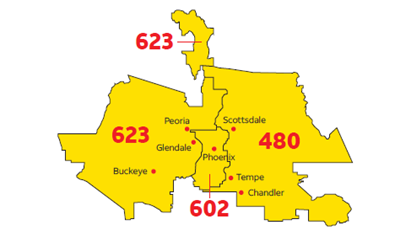 623
Peoria
Scottsdale
623
480
Glendale
Phoenix
Buckeye
Tempe
Chandler
602